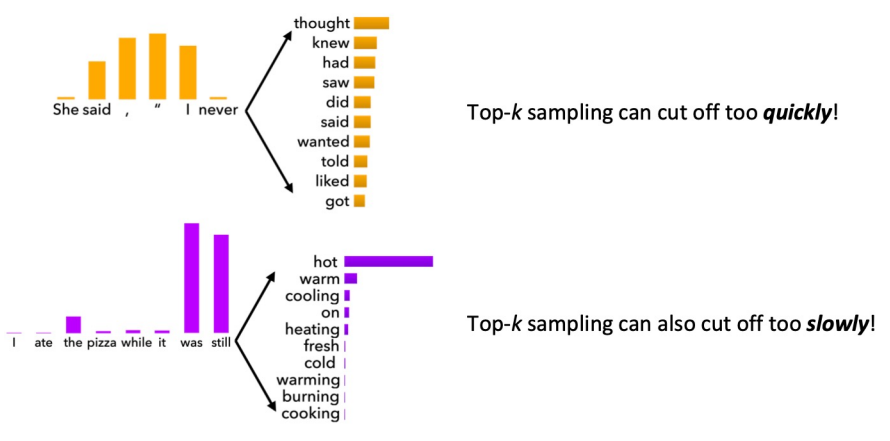 thought
knew
had
saw
did
said
wanted
told
liked
got
She said , “ I never
Top-k sampling can cut off too quickly!
hot
warm
cooling
on
heating
fresh
cold
warming
burning
cooking
I ate the pizza while it was still
Top-k sampling can also cut off too slowly!